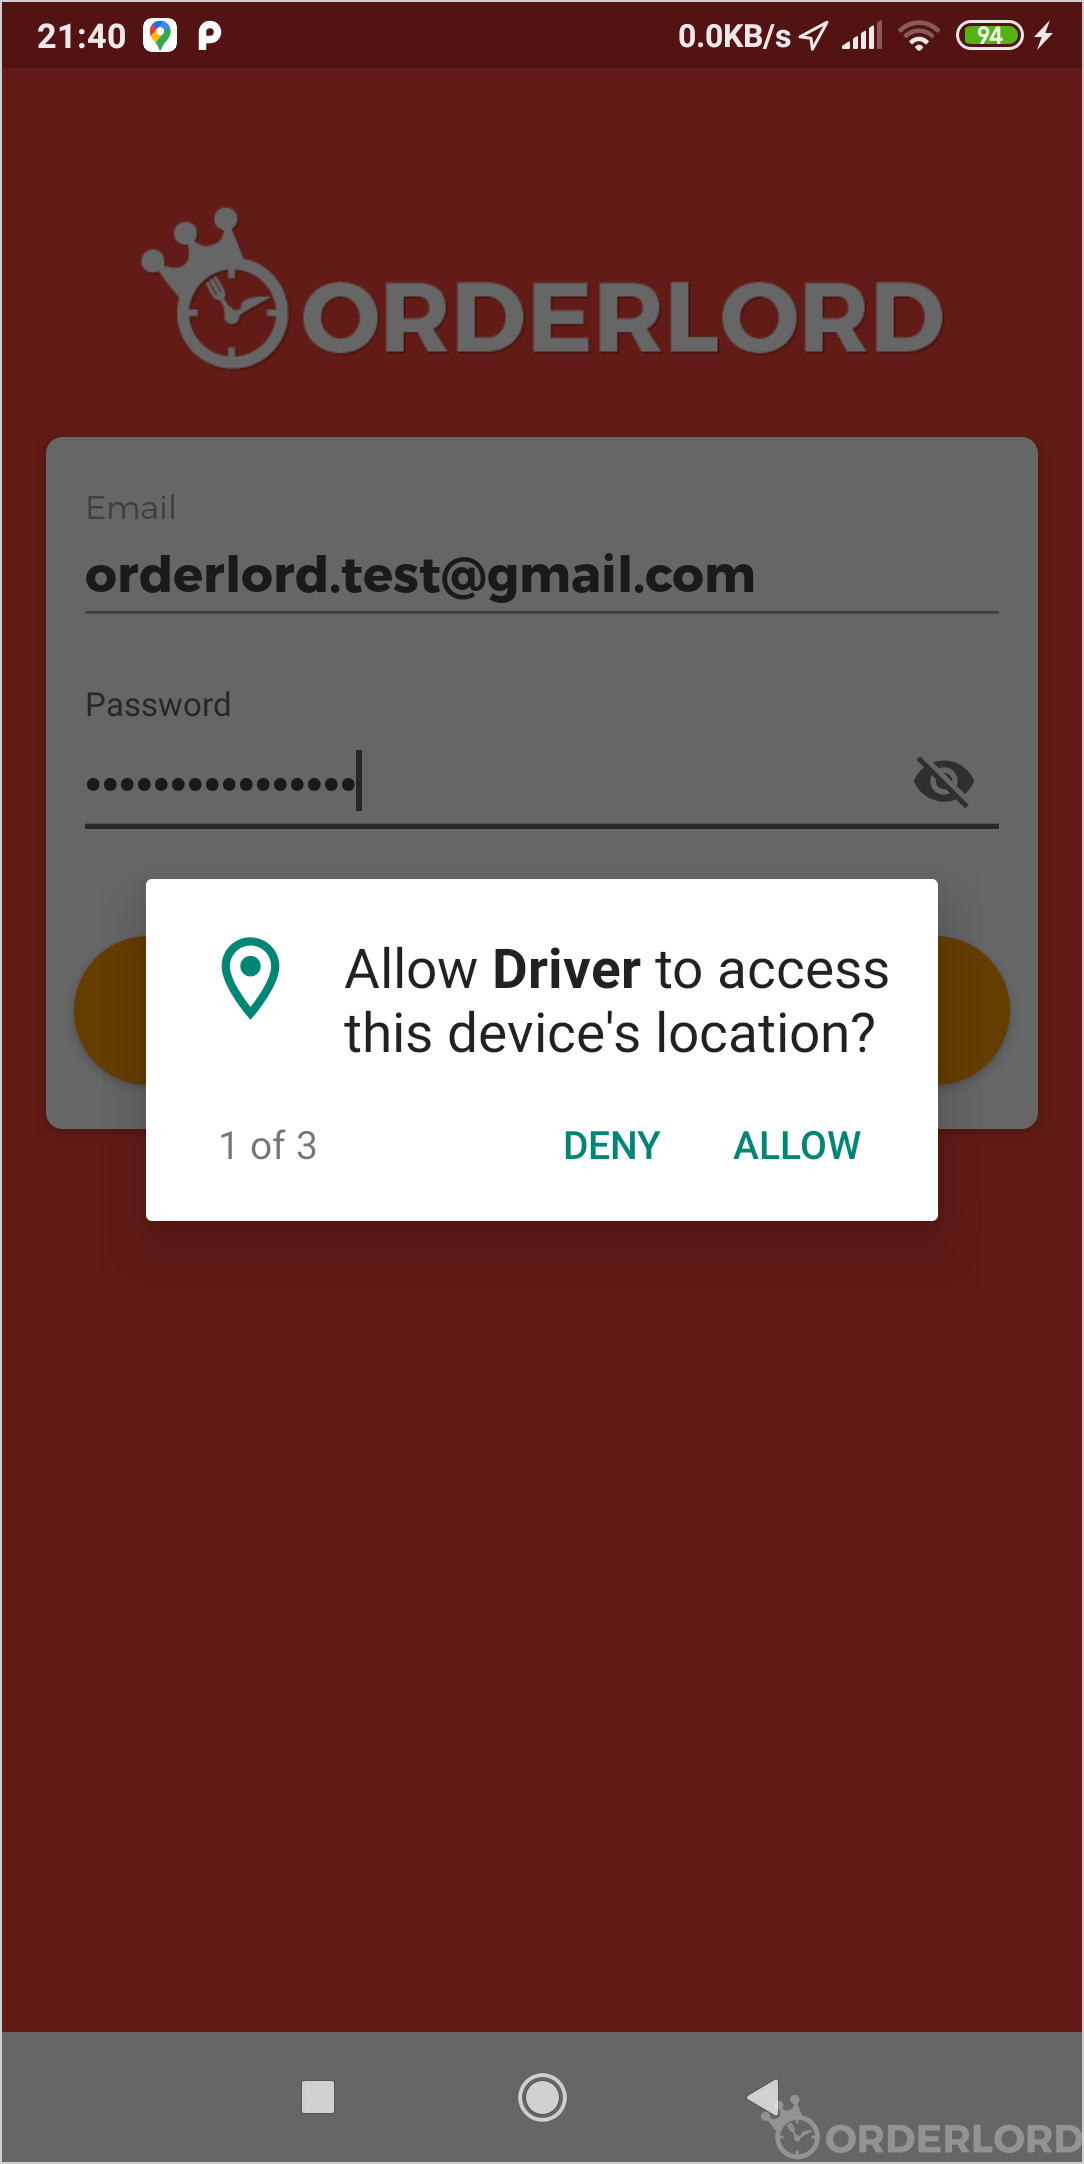 21:40
0.0KB/s
94
ORDERLORD
Email
orderlord.test@gmail.com
Password
••••••••••••••••
Allow Driver to access
this device's location?
1 of 3
DENY
ALLOW
ORDERLORD